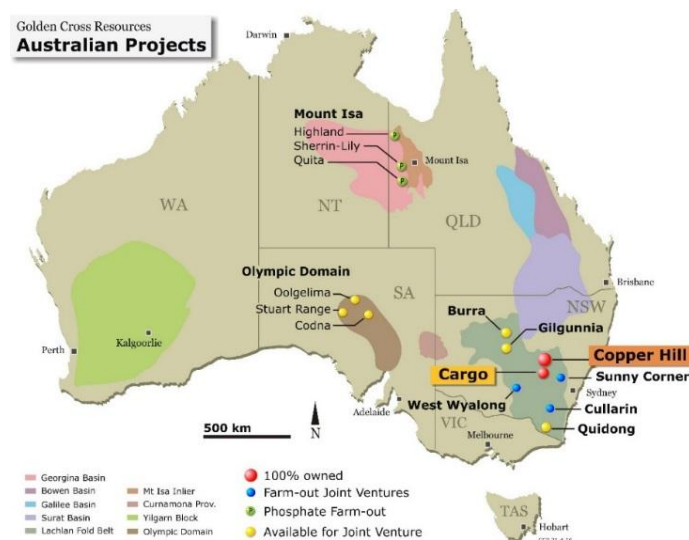 Golden Cross Resources
Australian Projects
Darwin
Mount Isa
Highland
Sherrin-Lily
Quita
Mount Isa
WA
NT
QLD
Olympic Domain
Oolgelima
Stuart Range
Codna
SA
Brisbane
NSW
Burra
Gilgunnia
Copper Hill
Cargo
Sunny Corner
Sydney
West Wyalong
Cullarin
Quidong
VIC
Melbourne
Adelaide
Perth
Kalgoorlie
500 km
N
Georgina Basin
Bowen Basin
Galilee Basin
Surat Basin
Lachlan Fold Belt
Mt Isa Inlier
Curnamona Prov.
Yilgarn Block
Olympic Domain
100% owned
Farm-out Joint Ventures
P Phosphate Farm-out
Available for Joint Venture
TAS
Hobart